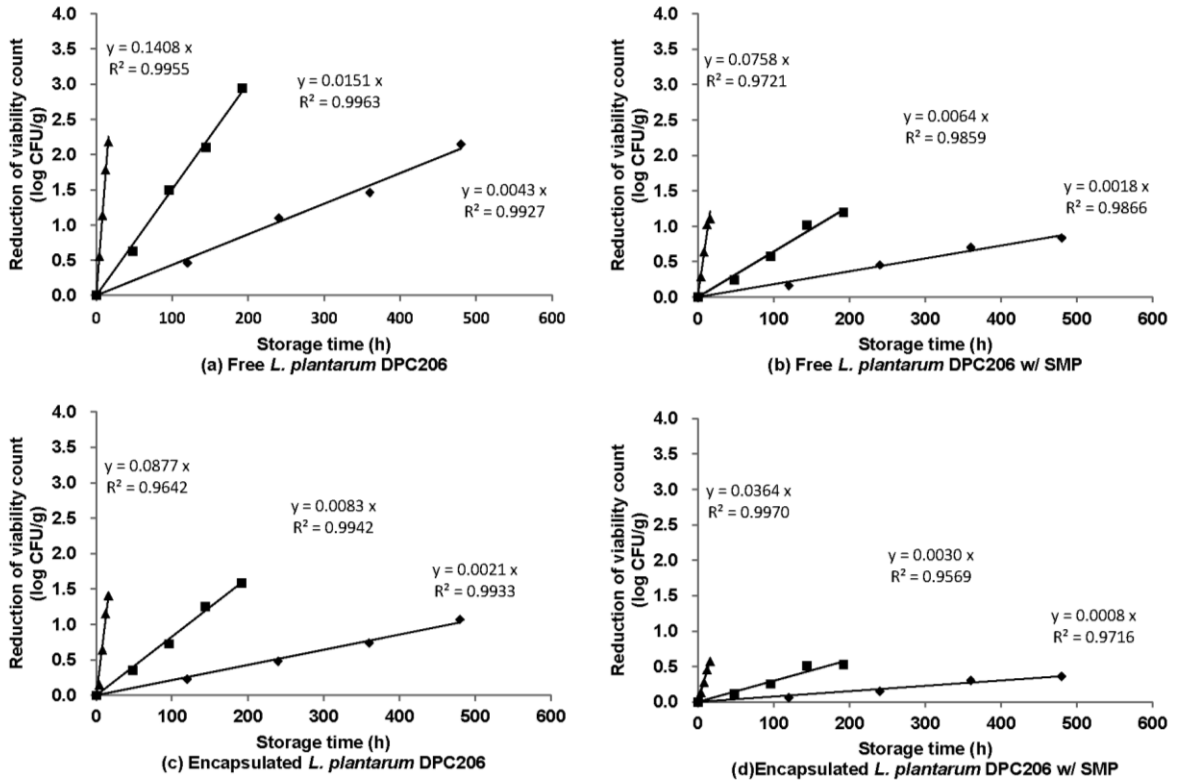 Reduction of viability count
(log CFU/g)
4.0
3.5
3.0
2.5
2.0
1.5
1.0
0.5
0.0
y = 0.1408 x
R² = 0.9955
y = 0.0151 x
R² = 0.9963
y = 0.0043 x
R² = 0.9927
0 100 200 300 400 500 600
Storage time (h)
(a) Free L. plantarum DPC206
Reduction of viability count
(log CFU/g)
4.0
3.5
3.0
2.5
2.0
1.5
1.0
0.5
0.0
y = 0.0758 x
R² = 0.9721
y = 0.0064 x
R² = 0.9859
y = 0.0018 x
R² = 0.9866
0 100 200 300 400 500 600
Storage time (h)
(b) Free L. plantarum DPC206 w/ SMP
Reduction of viability count
(log CFU/g)
4.0
3.5
3.0
2.5
2.0
1.5
1.0
0.5
0.0
y = 0.0877 x
R² = 0.9642
y = 0.0083 x
R² = 0.9942
y = 0.0021 x
R² = 0.9933
0 100 200 300 400 500 600
Storage time (h)
(c) Encapsulated L. plantarum DPC206
Reduction of viability count
(log CFU/g)
4.0
3.5
3.0
2.5
2.0
1.5
1.0
0.5
0.0
y = 0.0364 x
R² = 0.9970
y = 0.0030 x
R² = 0.9569
y = 0.0008 x
R² = 0.9716
0 100 200 300 400 500 600
Storage time (h)
(d)Encapsulated L. plantarum DPC206 w/ SMP